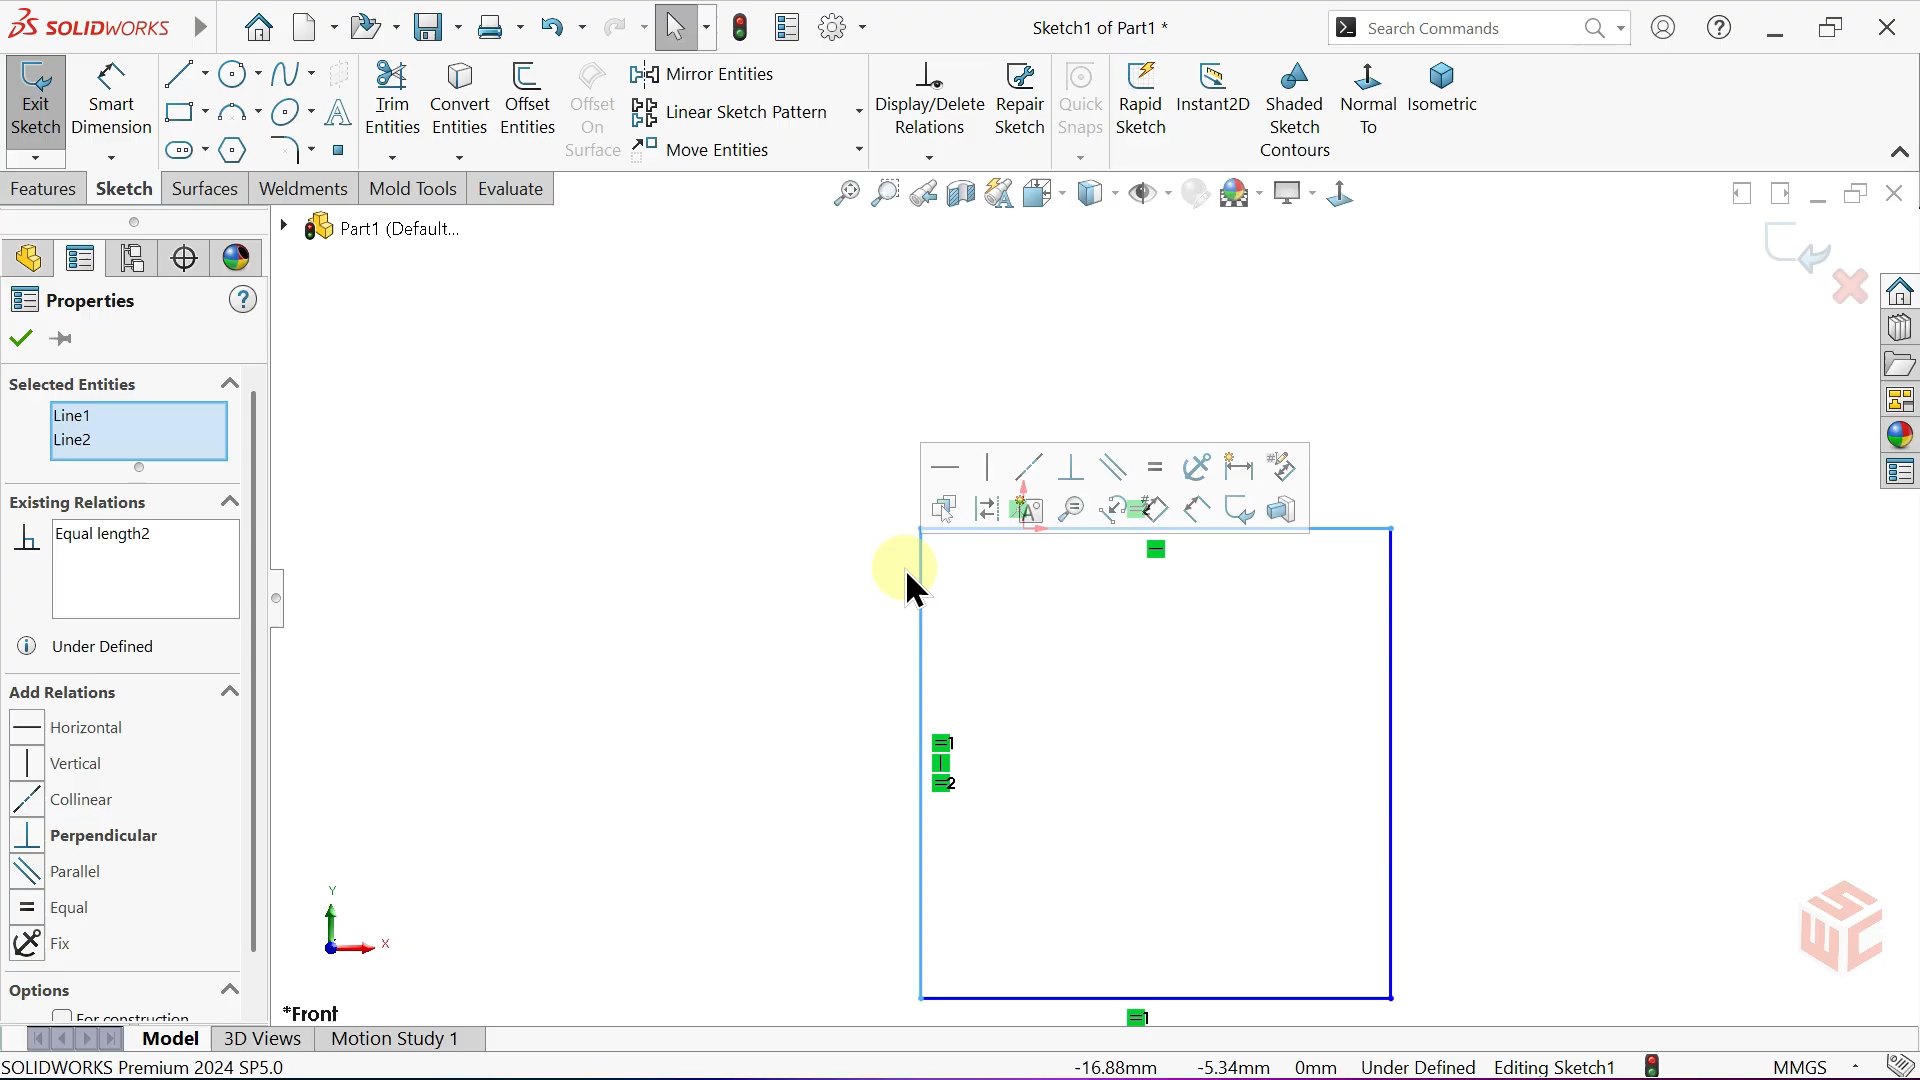 SOLIDWORKS
Sketch1 of Part1 *
Search Commands
Exit Sketch
Smart Dimension
Trim Entities
Convert Entities
Offset Entities
Offset On Surface
Mirror Entities
Linear Sketch Pattern
Move Entities
Display/Delete Relations
Repair Sketch
Quick Snaps
Rapid Sketch
Instant2D
Shaded Sketch Contours
Normal To
Isometric
Features
Sketch
Surfaces
Weldments
Mold Tools
Evaluate
Part1 (Default...
Properties
Selected Entities
Line1
Line2
Existing Relations
Equal length2
Under Defined
Add Relations
Horizontal
Vertical
Collinear
Perpendicular
Parallel
Equal
Fix
Options
For construction
1
2
1
Y
X
*Front
Model
3D Views
Motion Study 1
SOLIDWORKS Premium 2024 SP5.0
-16.88mm
-5.34mm
0mm
Under Defined
Editing Sketch1
MMGS